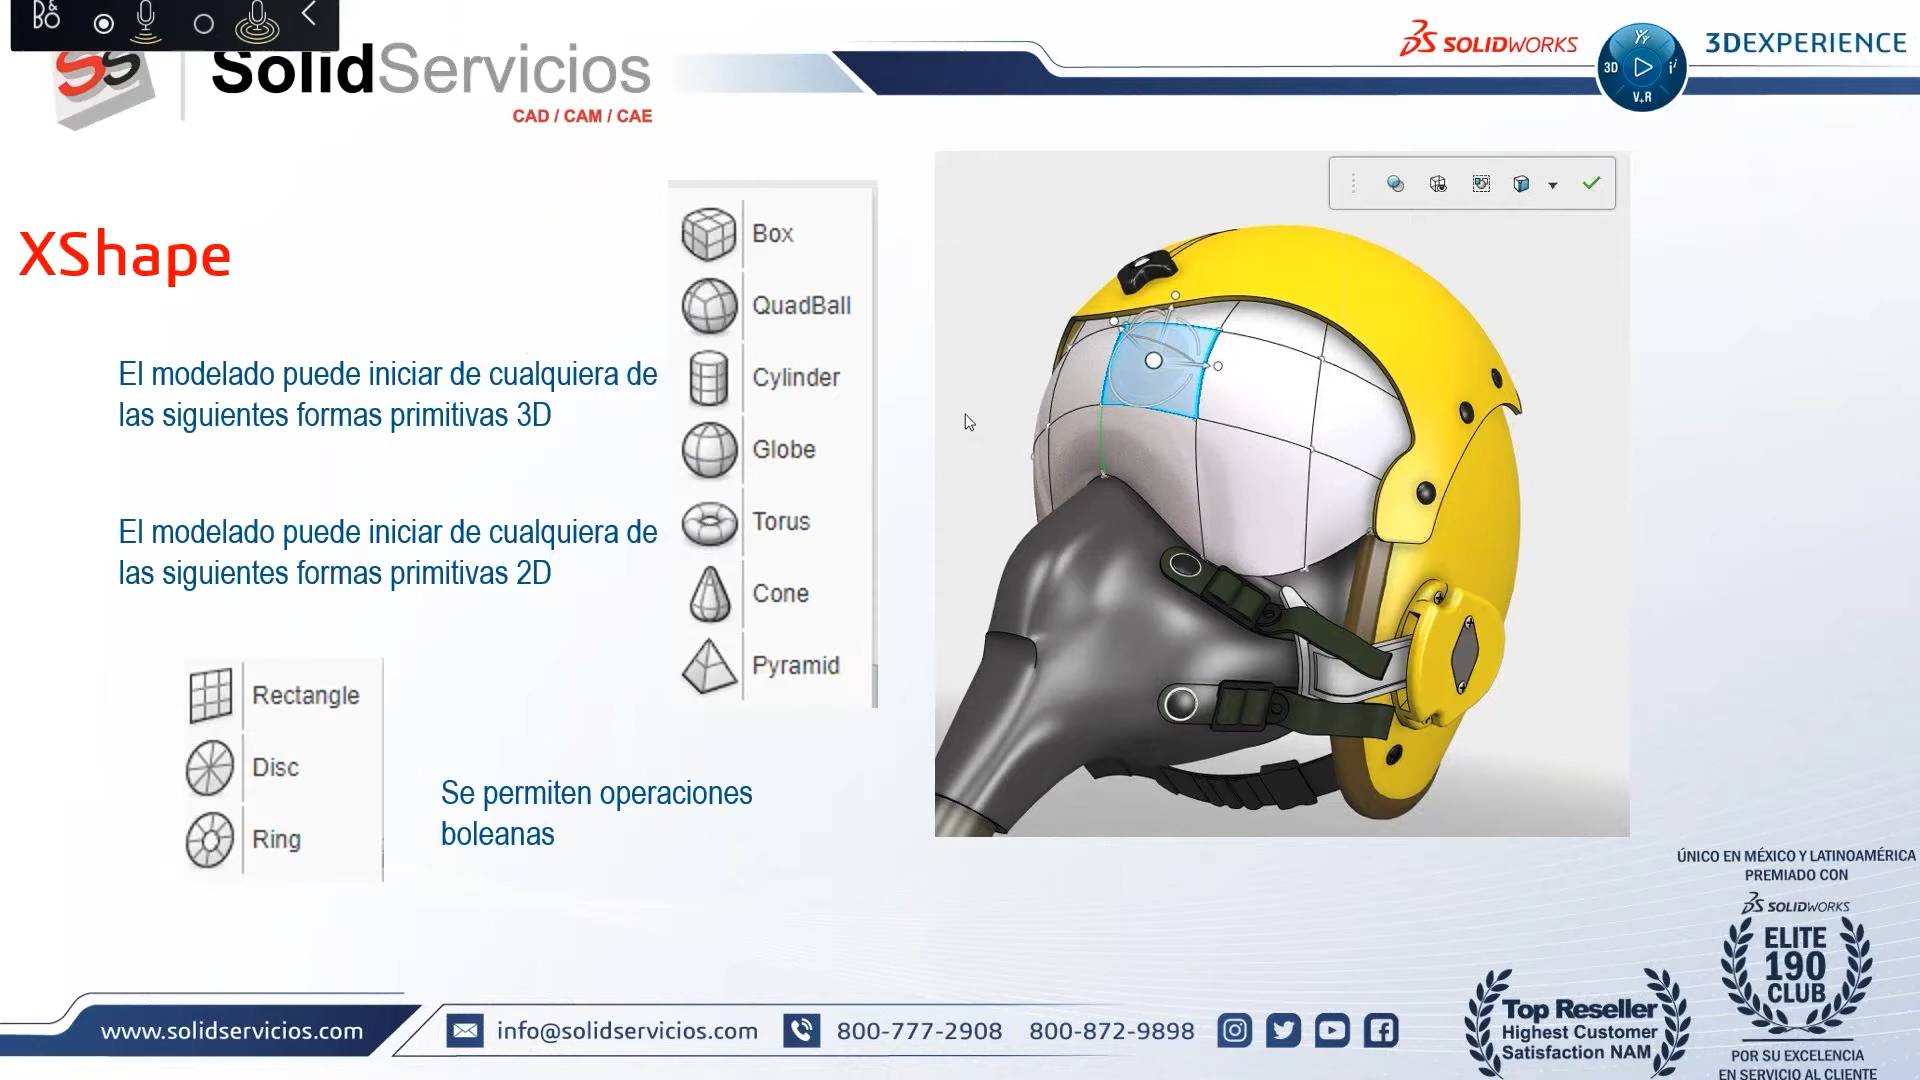 B&O
SS
SolidServicios
CAD / CAM / CAE
3S SOLIDWORKS
3D
i²
V+R
3DEXPERIENCE
XShape
El modelado puede iniciar de cualquiera de
las siguientes formas primitivas 3D
El modelado puede iniciar de cualquiera de
las siguientes formas primitivas 2D
Box
QuadBall
Cylinder
Globe
Torus
Cone
Pyramid
Rectangle
Disc
Ring
Se permiten operaciones
boleanas
ÚNICO EN MÉXICO Y LATINOAMÉRICA
PREMIADO CON
3S SOLIDWORKS
ELITE
190
CLUB
POR SU EXCELENCIA
EN SERVICIO AL CLIENTE
Top Reseller
Highest Customer
Satisfaction NAM
www.solidservicios.com
info@solidservicios.com
800-777-2908
800-872-9898